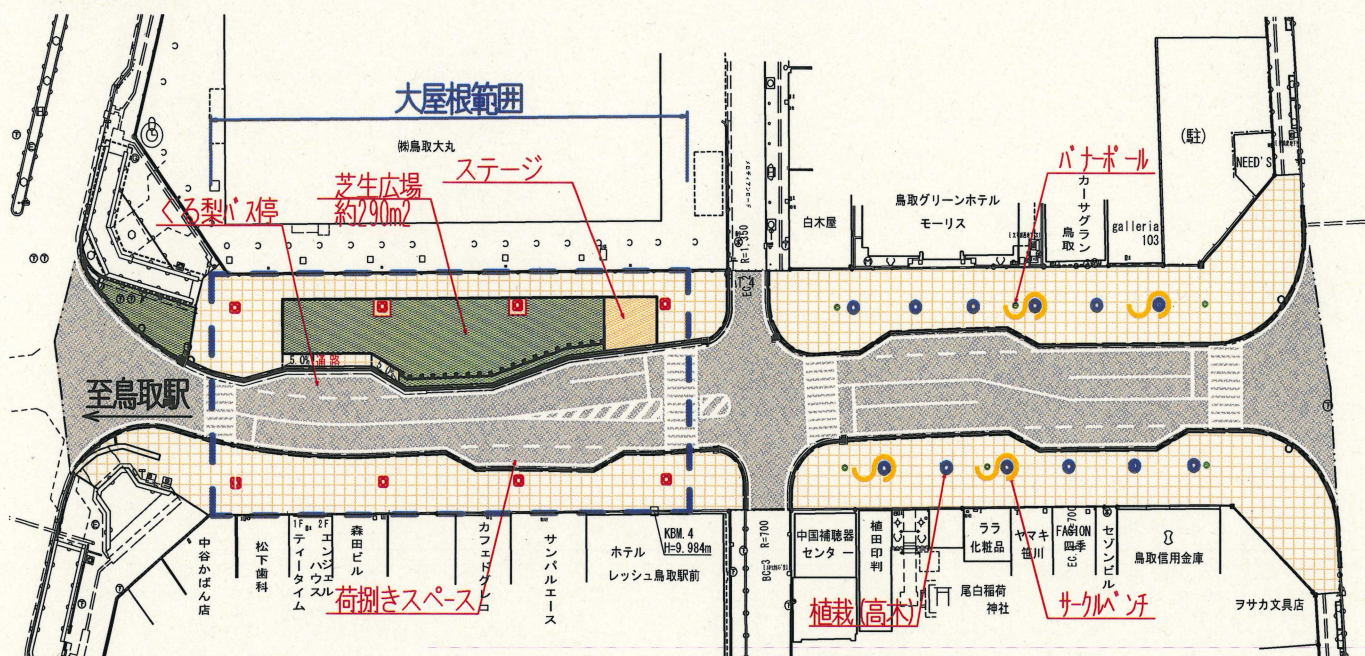 大屋根範囲
㈱鳥取大丸
ステージ
芝生広場
約290m2
くる梨バス停
バナーポール
(駐)
NEED'S
カーサグラン
鳥取
galleria
103
鳥取グリーンホテル
モーリス
白木屋
R=1,350
5.0%
通路
至鳥取駅
KBM.4
H=9.984m
中谷かばん店
松下歯科
1F
ティータイム
2F
エンジェル
ハウス
森田ビル
カフェドグレコ
サンパルエース
ホテル
レッシュ鳥取駅前
荷捌きスペース
R=700
中国補聴器
センター
植田印判
ララ
化粧品
ヤマキ
笹川
FASION
四季
セゾンビル
鳥取信用金庫
尾白稲荷
神社
植栽(高木)
サークルベンチ
ヲサカ文具店